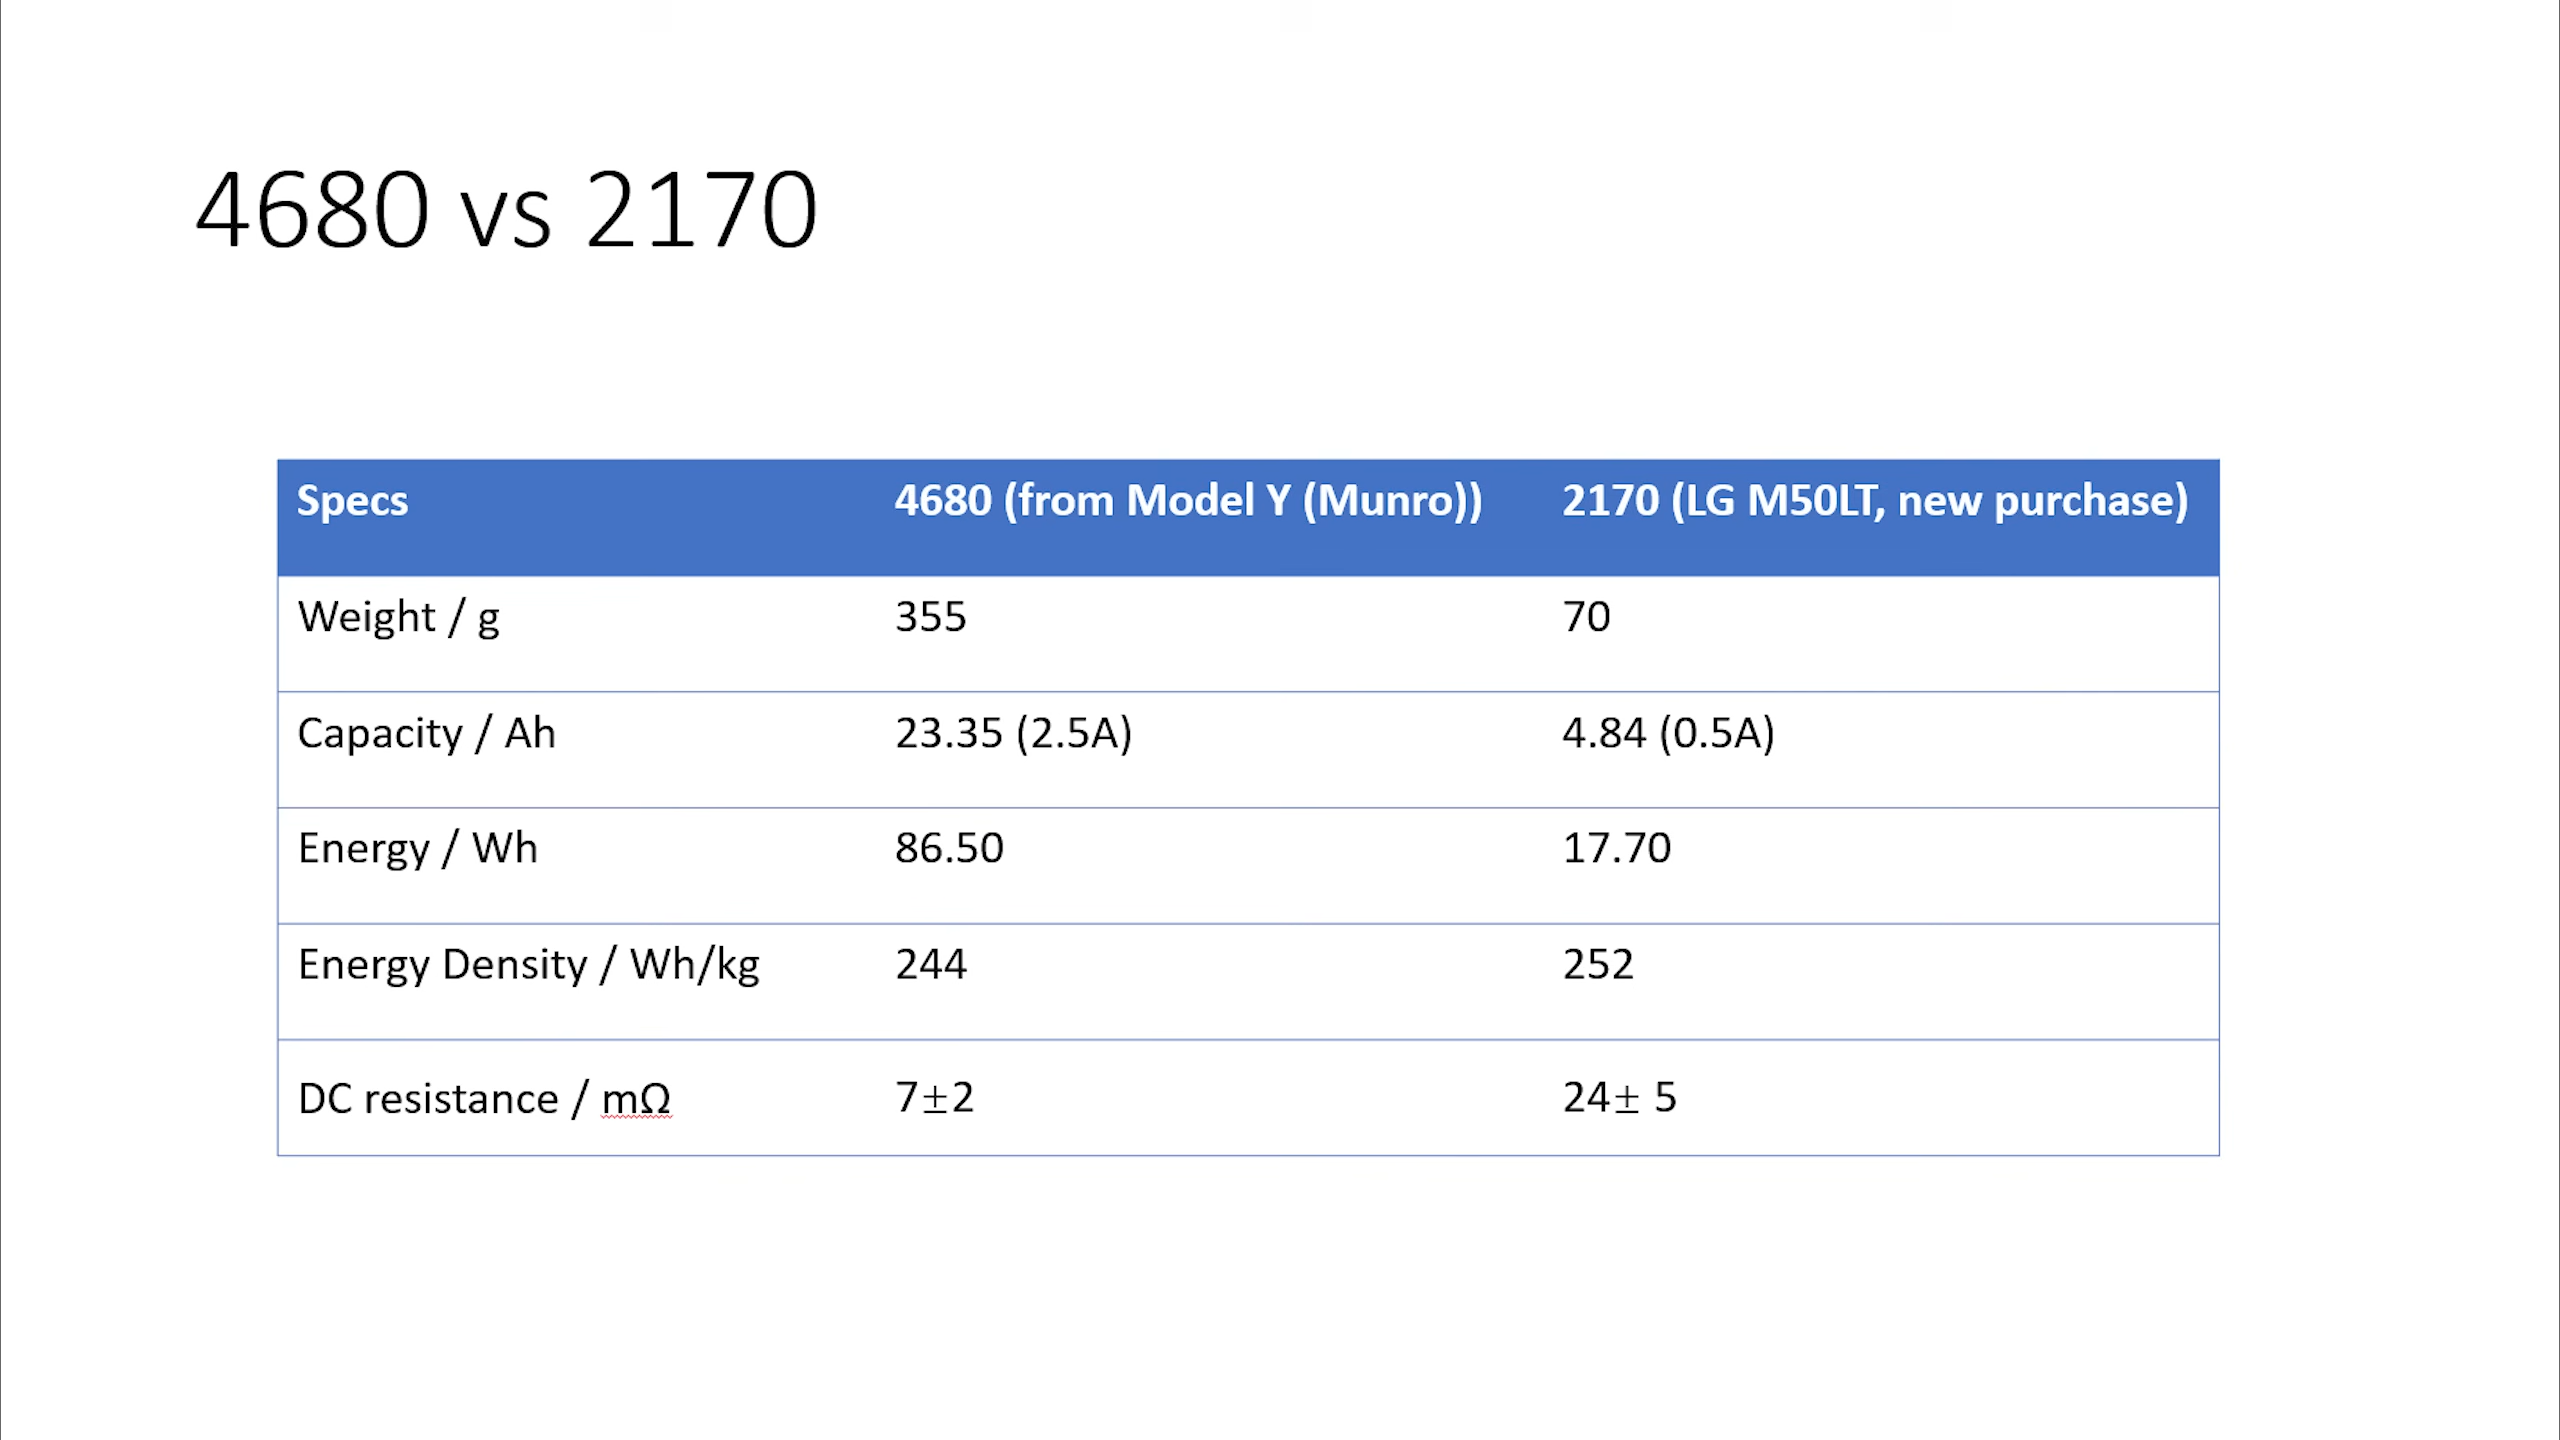 4680 vs 2170
Specs 4680 (from Model Y (Munro)) 2170 (LG M50LT, new purchase)
Weight / g 355 70
Capacity / Ah 23.35 (2.5A) 4.84 (0.5A)
Energy / Wh 86.50 17.70
Energy Density / Wh/kg 244 252
DC resistance / mΩ 7±2 24± 5